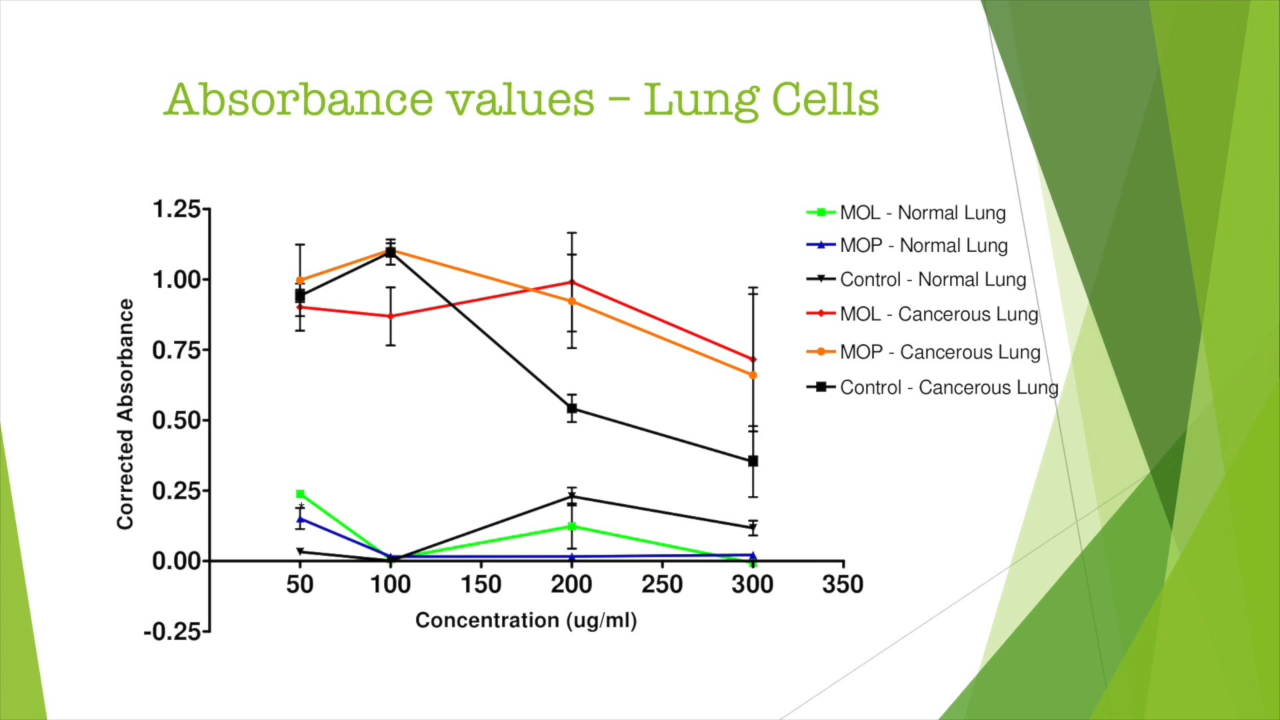 Absorbance values – Lung Cells
1.25
1.00
0.75
0.50
0.25
0.00
-0.25
Corrected Absorbance
50 100 150 200 250 300 350
Concentration (ug/ml)
MOL - Normal Lung
MOP - Normal Lung
Control - Normal Lung
MOL - Cancerous Lung
MOP - Cancerous Lung
Control - Cancerous Lung